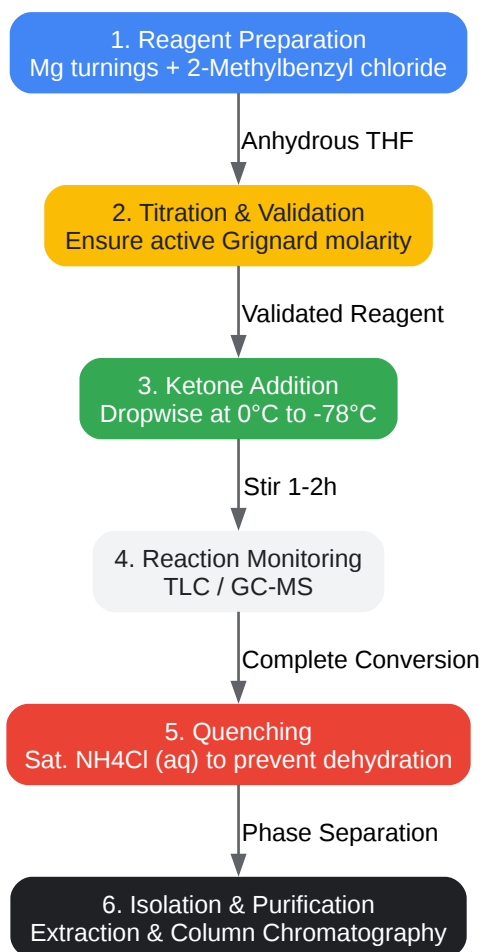 1. Reagent Preparation
Mg turnings + 2-Methylbenzyl chloride
Anhydrous THF
2. Titration & Validation
Ensure active Grignard molarity
Validated Reagent
3. Ketone Addition
Dropwise at 0°C to -78°C
Stir 1-2h
4. Reaction Monitoring
TLC / GC-MS
Complete Conversion
5. Quenching
Sat. NH4Cl (aq) to prevent dehydration
Phase Separation
6. Isolation & Purification
Extraction & Column Chromatography